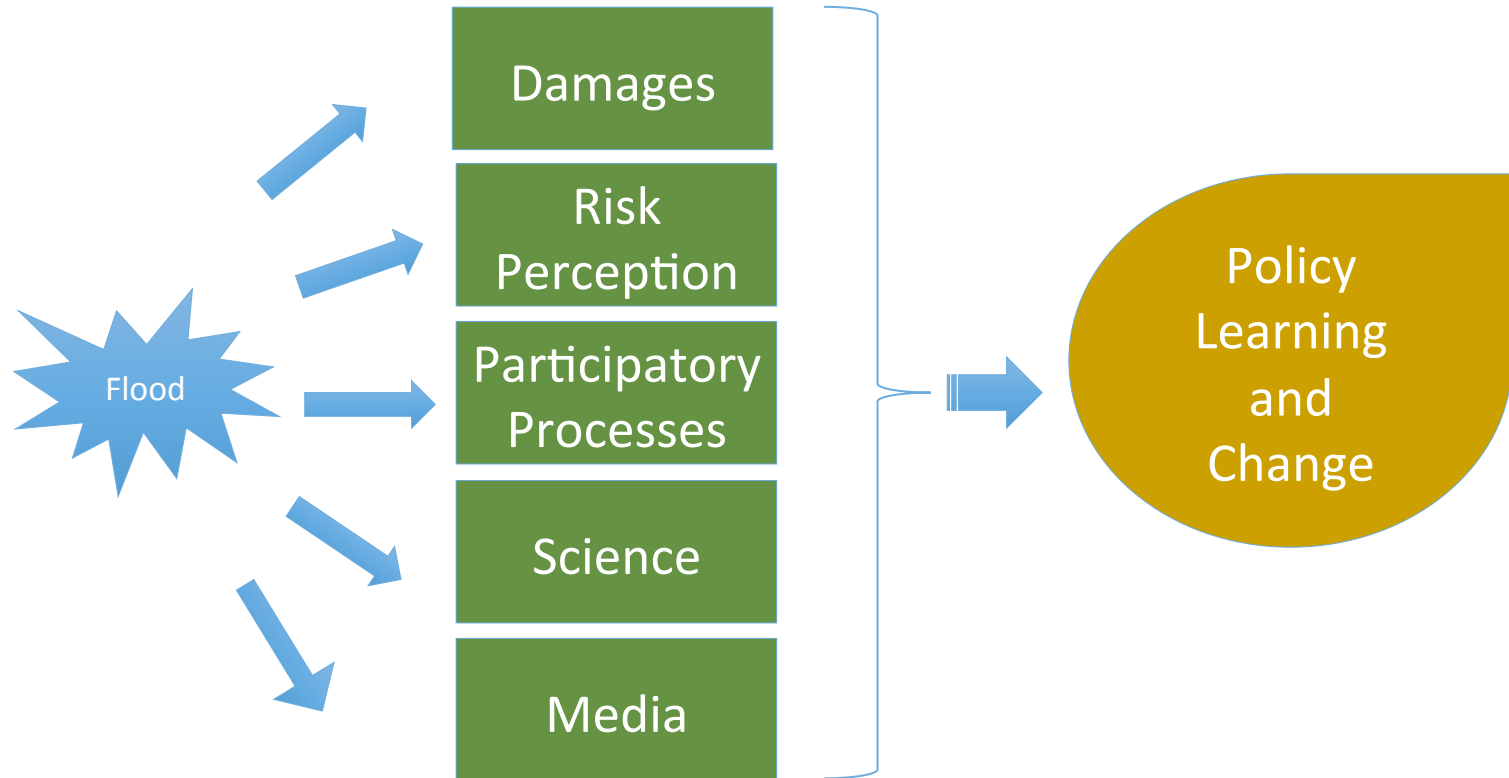 Flood
Damages
Risk
Perception
Participatory
Processes
Science
Media
Policy
Learning
and
Change